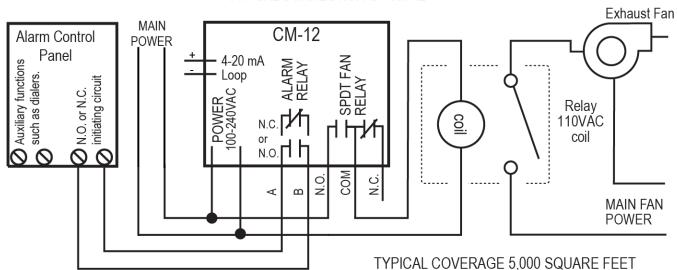 Exhaust Fan
MAIN
POWER
Alarm Control
Panel
Auxiliary functions
such as dialers.
N.O. or N.C.
initiating circuit
CM-12
+
4-20 mA
-
Loop
POWER
100-240VAC
ALARM
RELAY
N.C.
or
N.O.
SPDT FAN
RELAY
coil
Relay
110VAC
coil
A
B
N.O.
COM
N.C.
MAIN FAN
POWER
TYPICAL COVERAGE 5,000 SQUARE FEET